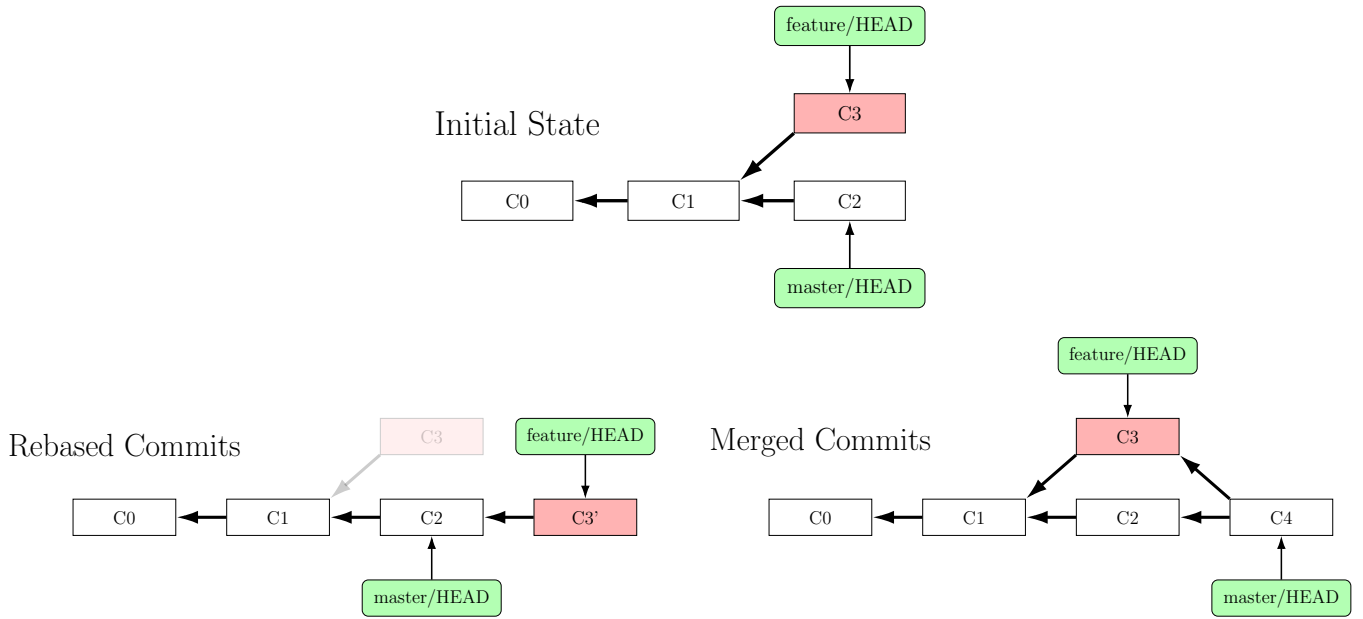 feature/HEAD
Initial State
C3
C0
C1
C2
master/HEAD
Rebased Commits
C3
feature/HEAD
C0
C1
C2
C3'
master/HEAD
feature/HEAD
Merged Commits
C3
C0
C1
C2
C4
master/HEAD